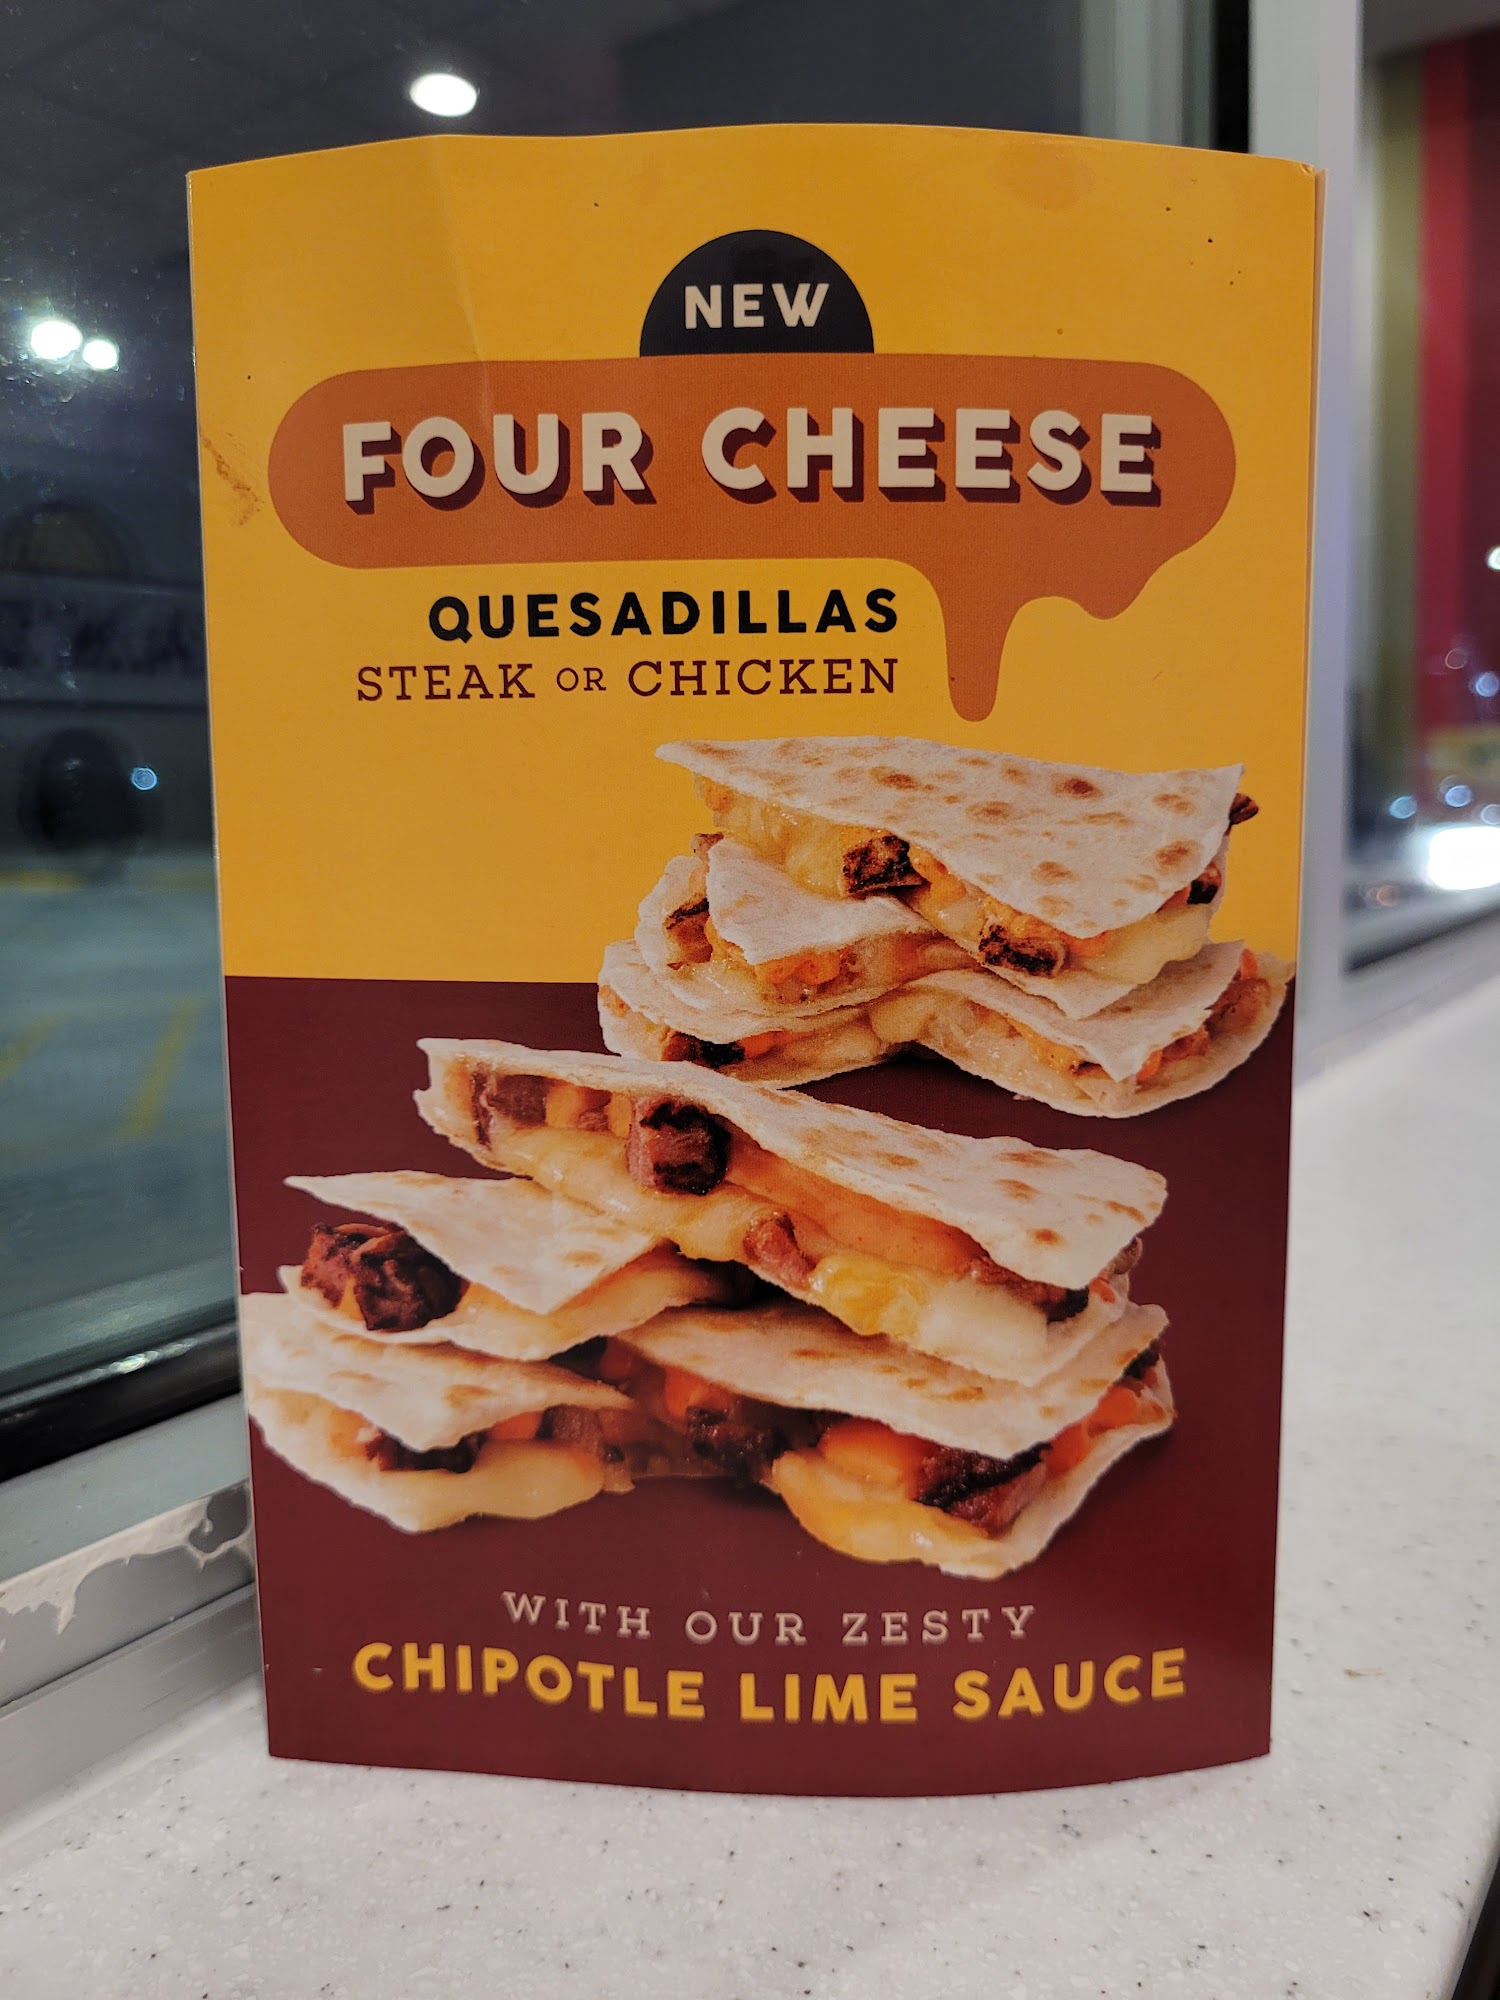 NEW
FOUR CHEESE
QUESADILLAS
STEAK OR CHICKEN
WITH OUR ZESTY
CHIPOTLE LIME SAUCE